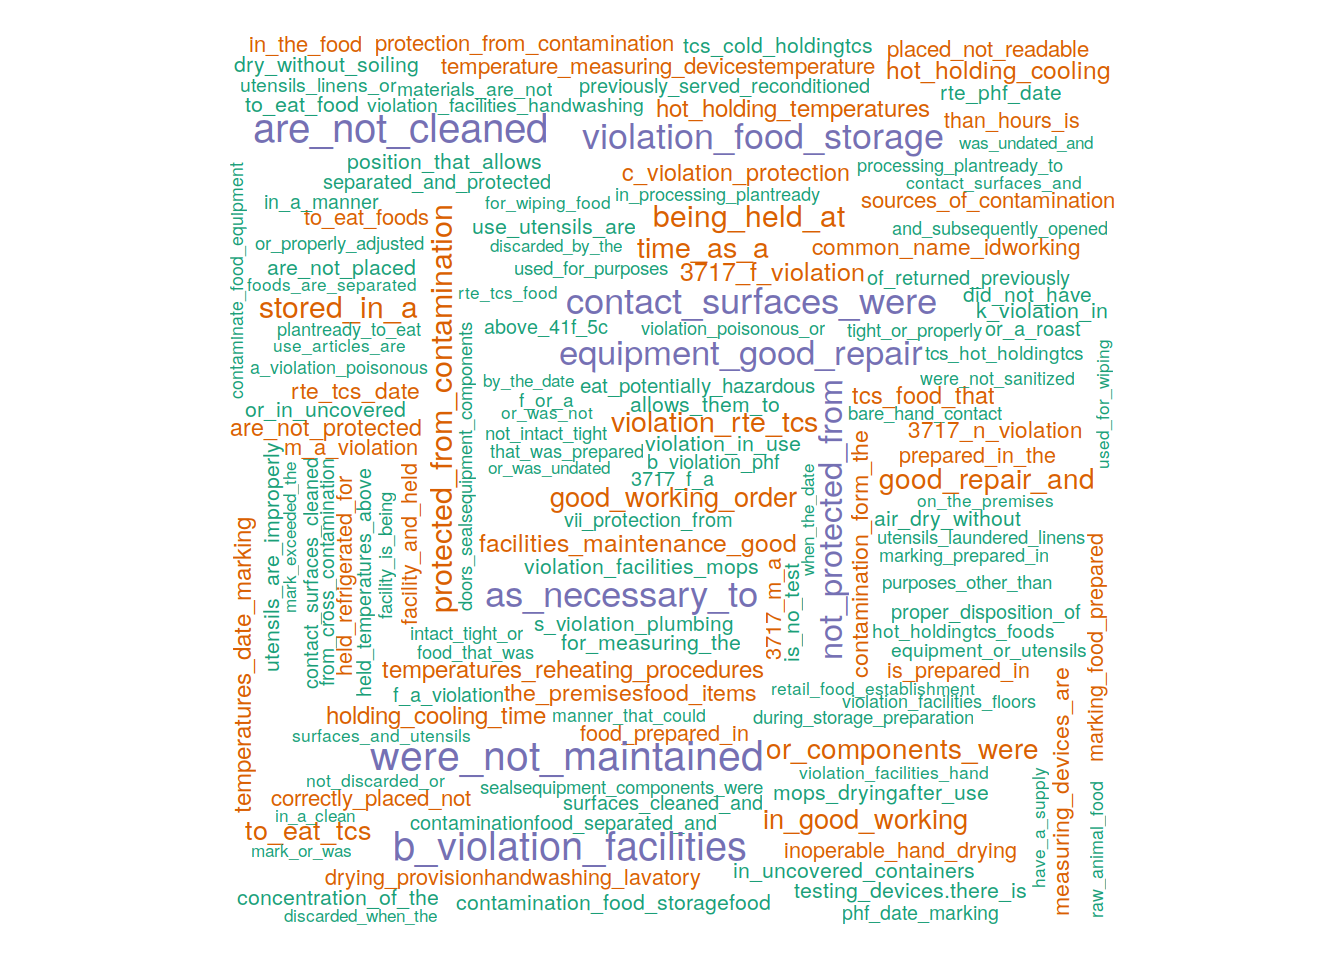 in_the_food protection_from_contamination tcs_cold_holdingtcs placed_not_readable
dry_without_soiling temperature_measuring_devicestemperature hot_holding_cooling
utensils_linens_or materials_are_not previously_served_reconditioned rte_phf_date
to_eat_food violation_facilities_handwashing hot_holding_temperatures than_hours_is
are_not_cleaned violation_food_storage was_undated_and
position_that_allows c_violation_protection processing_plantready_to
separated_and_protected in_processing_plantready contact_surfaces_and
in_a_manner for_wiping_food being_held_at sources_of_contamination
to_eat_foods use_utensils_are and_subsequently_opened
or_properly_adjusted discarded_by_the time_as_a common_name_idworking
are_not_placed used_for_purposes 3717_f_violation of_returned_previously
foods_are_separated rte_tcs_food contact_surfaces_were did_not_have
stored_in_a k_violation_in
plantready_to_eat above_41f_5c violation_poisonous_or tight_or_properly or_a_roast
use_articles_are equipment_good_repair tcs_hot_holdingtcs
a_violation_poisonous by_the_date eat_potentially_hazardous were_not_sanitized
rte_tcs_date f_or_a allows_them_to tcs_food_that
or_in_uncovered or_was_not violation_rte_tcs bare_hand_contact
are_not_protected not_intact_tight 3717_n_violation
m_a_violation that_was_prepared violation_in_use prepared_in_the
or_was_undated b_violation_phf
3717_f_a good_repair_and
good_working_order on_the_premises
vii_protection_from air_dry_without
facilities_maintenance_good utensils_laundered_linens
violation_facilities_mops marking_prepared_in
as_necessary_to purposes_other_than
s_violation_plumbing proper_disposition_of
intact_tight_or for_measuring_the hot_holdingtcs_foods
food_that_was equipment_or_utensils
temperatures_reheating_procedures is_prepared_in
f_a_violation the_premisesfood_items retail_food_establishment
violation_facilities_floors
holding_cooling_time manner_that_could during_storage_preparation
surfaces_and_utensils food_prepared_in
were_not_maintained or_components_were
not_discarded_or sealsequipment_components_were violation_facilities_hand
correctly_placed_not surfaces_cleaned_and mops_dryingafter_use
in_a_clean contaminationfood_separated_and in_good_working
to_eat_tcs
mark_or_was b_violation_facilities inoperable_hand_drying
drying_provisionhandwashing_lavatory in_uncovered_containers
concentration_of_the contamination_food_storagefood testing_devices.there_is
discarded_when_the phf_date_marking
contaminate_food_equipment
temperatures_date_marking
utensils_are_improperly
mark_exceeded_the
contact_surfaces_cleaned
from_cross_contamination
held_refrigerated_for
held_temperatures_above
facility_is_being
facility_and_held
protected_from_contamination
doors_sealsequipment_components
3717_m_a
is_no_test
when_the_date
not_protected_from
contamination_form_the
have_a_supply
measuring_devices_are
marking_food_prepared
raw_animal_food
used_for_wiping